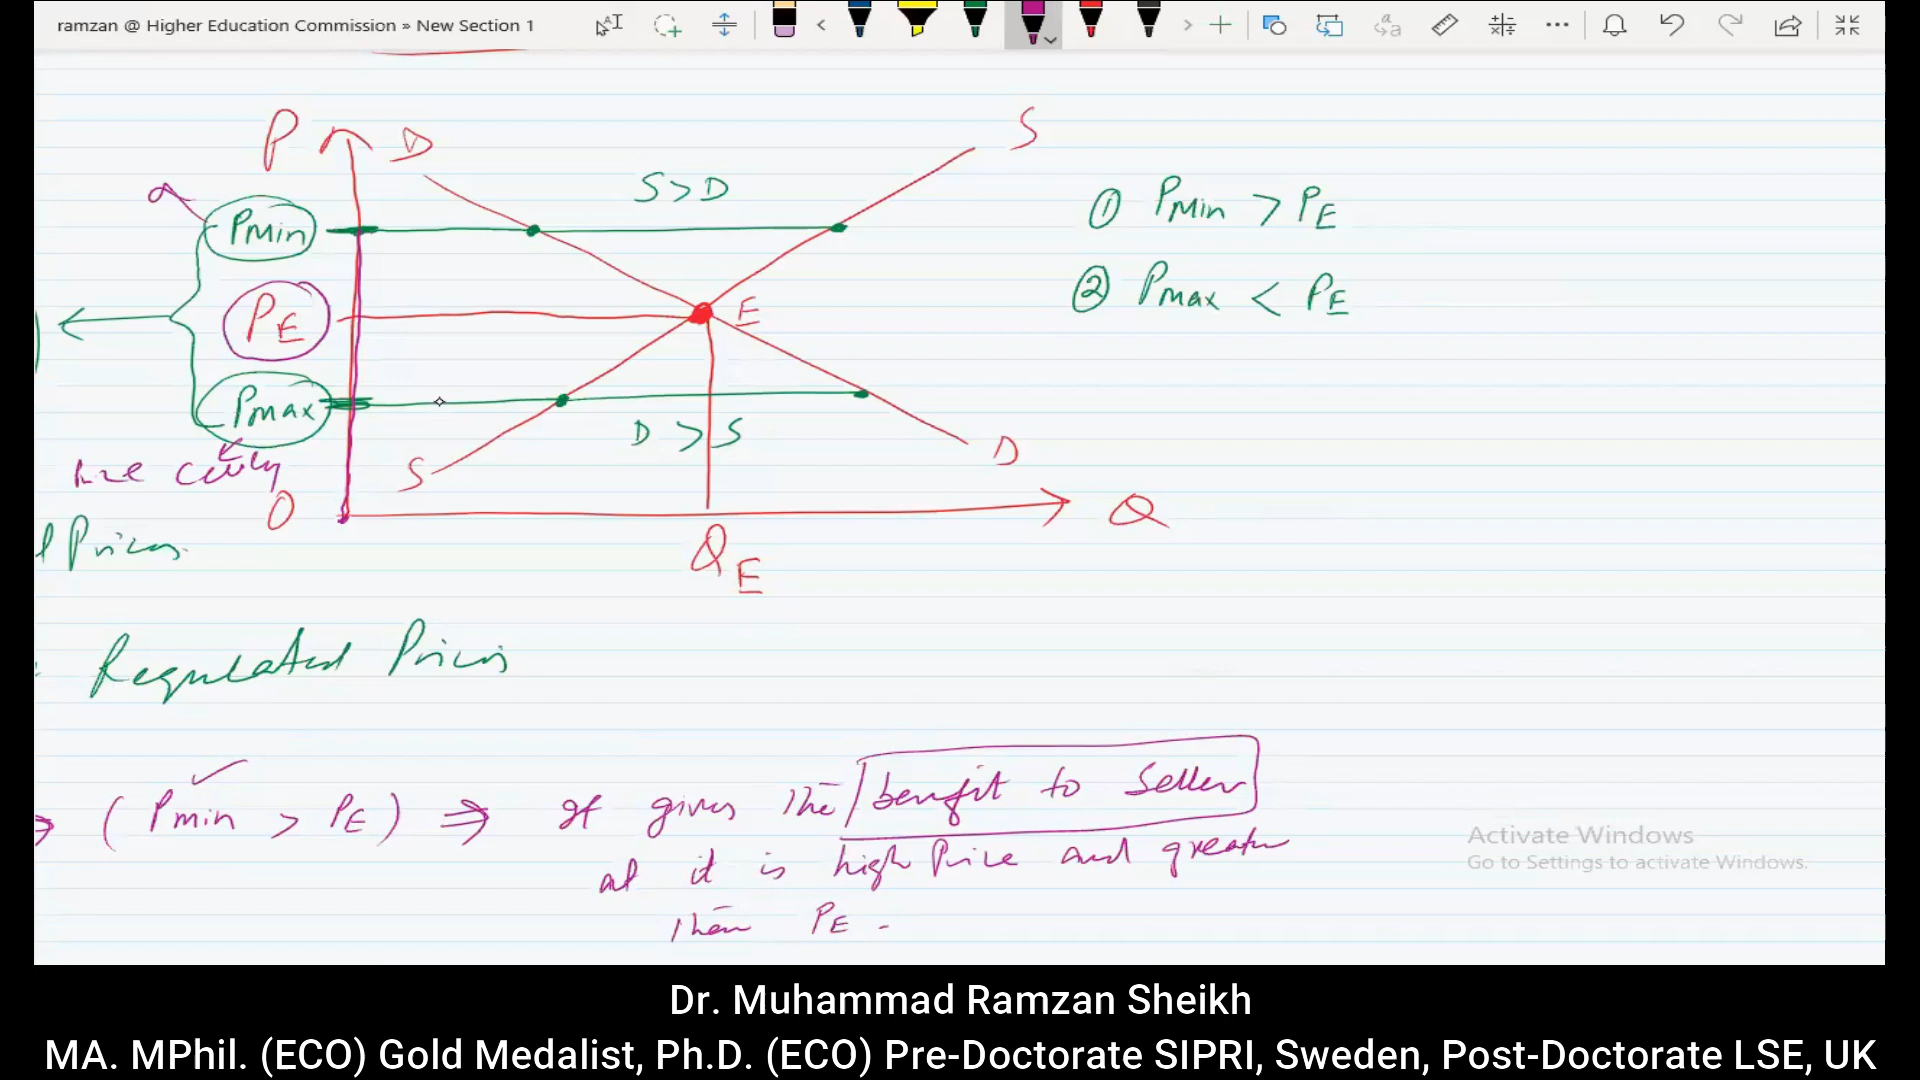 ramzan @ Higher Education Commission » New Section 1
P
D
S
S > D
Pmin
① Pmin > PE
PE
E
② Pmax < PE
Pmax
D > S
S
D
O
Q
QE
Prices
Regulated Prices
(Pmin > PE) ⇒ It gives the benefit to seller
it is high Price and greater
than PE.
Activate Windows
Go to Settings to activate Windows.
Dr. Muhammad Ramzan Sheikh
MA. MPhil. (ECO) Gold Medalist, Ph.D. (ECO) Pre-Doctorate SIPRI, Sweden, Post-Doctorate LSE, UK